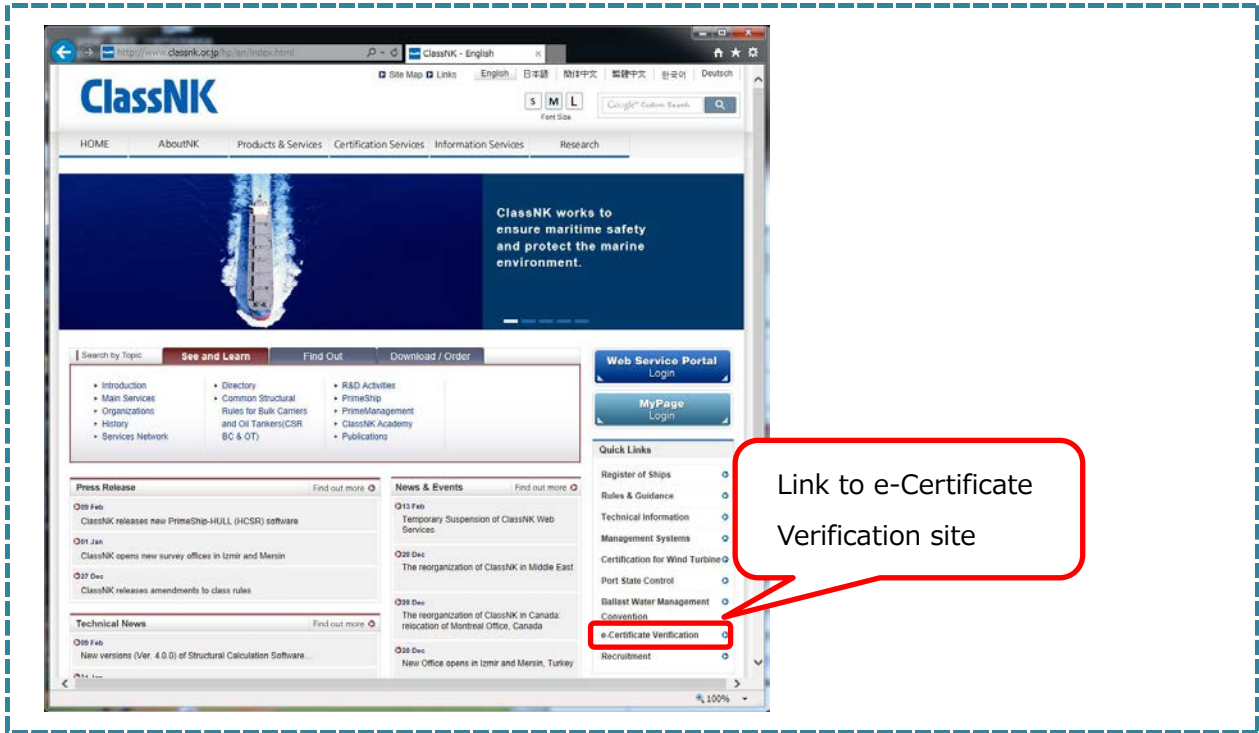 http://www.classnk.or.jp/hp/en/index.html
ClassNK - English
Site Map Links English 日本語 简体中文 繁體中文 한국어 Deutsch
ClassNK
S M L
Font Size
Google™ Custom Search
HOME AboutNK Products & Services Certification Services Information Services Research
ClassNK works to
ensure maritime safety
and protect the marine
environment.
Search by Topic See and Learn Find Out Download / Order
Introduction
Main Services
Organizations
History
Services Network
Directory
Common Structural
Rules for Bulk Carriers
and Oil Tankers(CSR
BC & OT)
R&D Activities
PrimeShip
PrimeManagement
ClassNK Academy
Publications
Web Service Portal
Login
MyPage
Login
Quick Links
Register of Ships
Rules & Guidance
Technical Information
Management Systems
Certification for Wind Turbine
Port State Control
Ballast Water Management
Convention
e-Certificate Verification
Recruitment
Press Release Find out more
09 Feb
ClassNK releases new PrimeShip-HULL (HCSR) software
01 Jan
ClassNK opens new survey offices in Izmir and Mersin
27 Dec
ClassNK releases amendments to class rules
Technical News Find out more
09 Feb
New versions (Ver. 4.0.0) of Structural Calculation Software...
News & Events Find out more
13 Feb
Temporary Suspension of ClassNK Web
Services
28 Dec
The reorganization of ClassNK in Middle East
28 Dec
The reorganization of ClassNK in Canada:
relocation of Montreal Office, Canada
28 Dec
New Office opens in Izmir and Mersin, Turkey
100%
Link to e-Certificate
Verification site